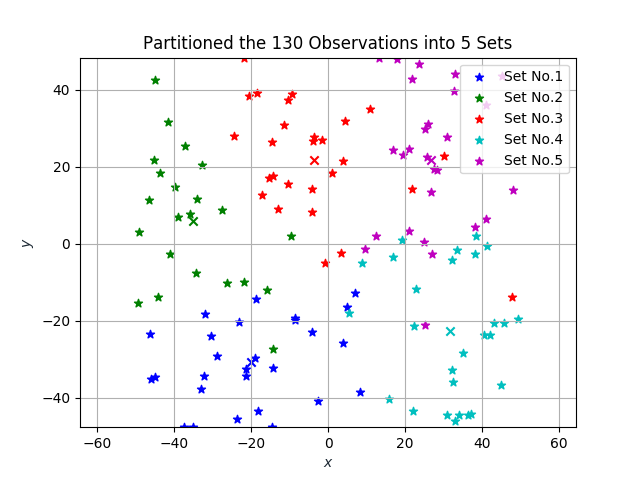 Partitioned the 130 Observations into 5 Sets
Set No.1
Set No.2
Set No.3
Set No.4
Set No.5
y
40
20
0
−20
−40
−60
−40
−20
0
20
40
60
x